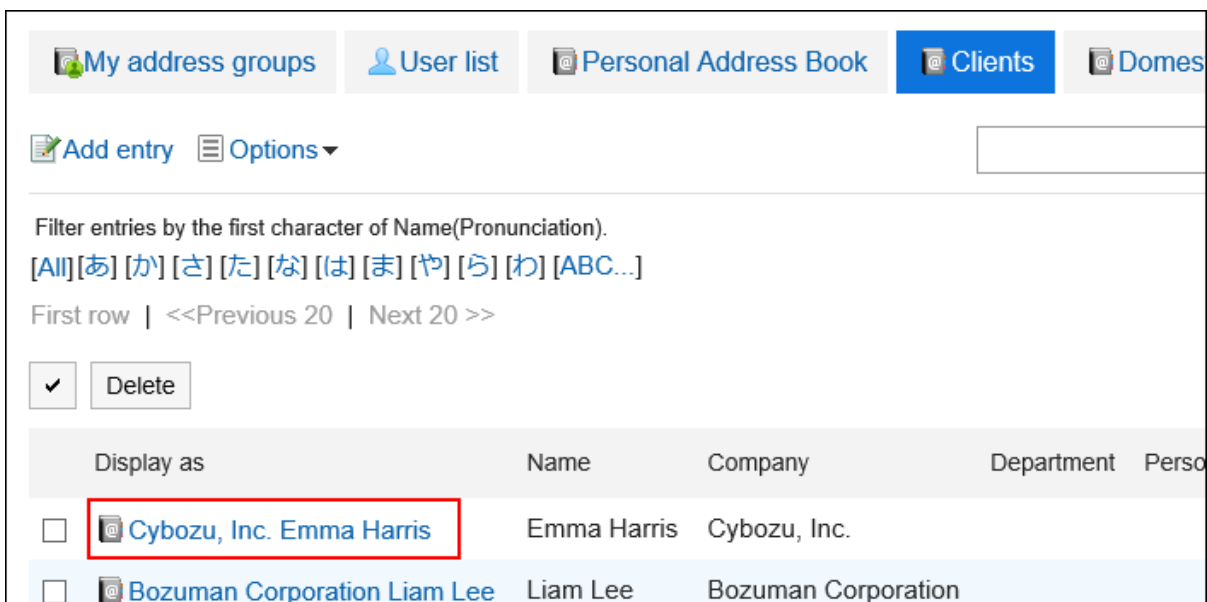 My address groups User list Personal Address Book Clients Domes
Add entry Options
Filter entries by the first character of Name(Pronunciation).
[All][あ] [か] [さ] [た] [な] [は] [ま] [や] [ら] [わ] [ABC...]
First row | <<Previous 20 | Next 20 >>
Delete
Display as Name Company Department Perso
Cybozu, Inc. Emma Harris Emma Harris Cybozu, Inc.
Bozuman Corporation Liam Lee Liam Lee Bozuman Corporation